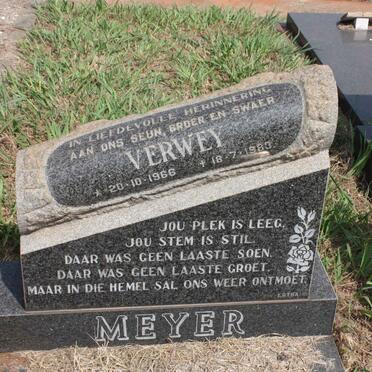 IN LIEFDEVOLLE HERINNERING
AAN ONS SEUN, BROER EN SWAER
VERWEY
* 20-10-1966 + 18-7-1983
JOU PLEK IS LEEG,
JOU STEM IS STIL.
DAAR WAS GEEN LAASTE SOEN.
DAAR WAS GEEN LAASTE GROET.
MAAR IN DIE HEMEL SAL ONS WEER ONTMOET.
MEYER